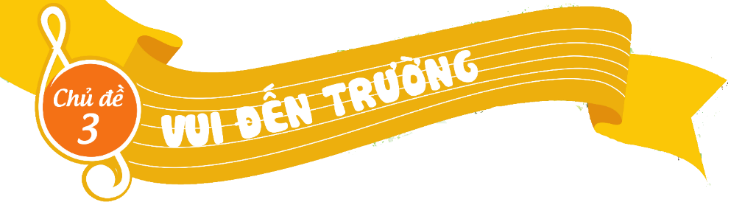 Chủ đề
3
VUI ĐẾN TRƯỜNG